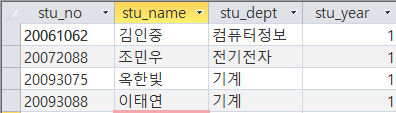 stu_no stu_name stu_dept stu_year
20061062 김인중 컴퓨터정보 1
20072088 조민우 전기전자 1
20093075 옥한빛 기계 1
20093088 이태연 기계 1